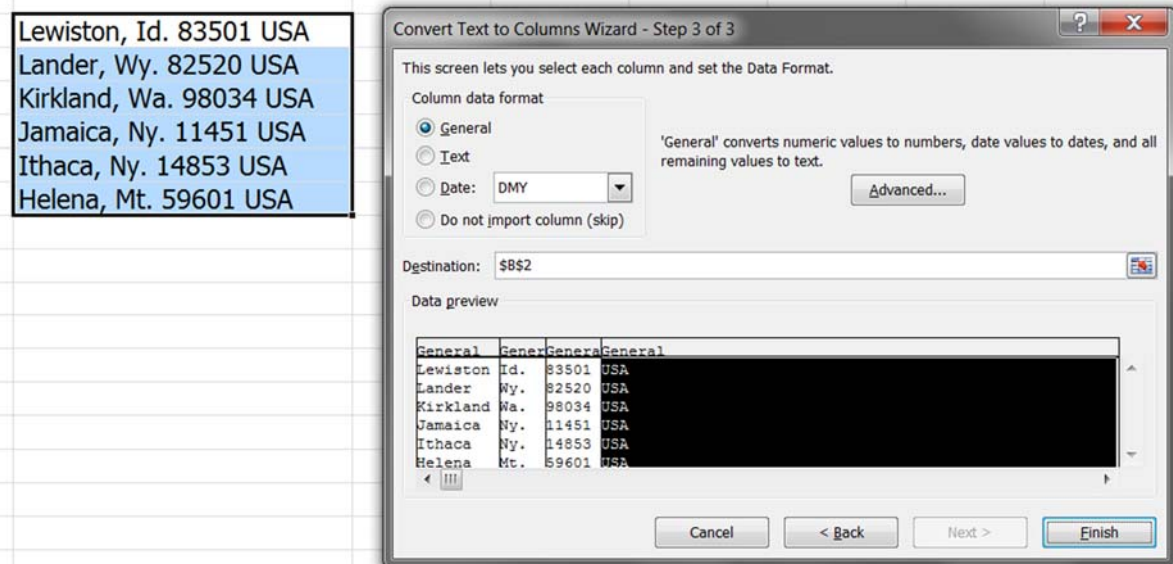 Lewiston, Id. 83501 USA
Lander, Wy. 82520 USA
Kirkland, Wa. 98034 USA
Jamaica, Ny. 11451 USA
Ithaca, Ny. 14853 USA
Helena, Mt. 59601 USA
Convert Text to Columns Wizard - Step 3 of 3
This screen lets you select each column and set the Data Format.
Column data format
General
Text
Date: DMY
Do not import column (skip)
'General' converts numeric values to numbers, date values to dates, and all
remaining values to text.
Advanced...
Destination: $B$2
Data preview
General GenerGeneraGeneral
Lewiston Id. 83501 USA
Lander Wy. 82520 USA
Kirkland Wa. 98034 USA
Jamaica Ny. 11451 USA
Ithaca Ny. 14853 USA
Helena Mt. 59601 USA
Cancel < Back Next > Finish